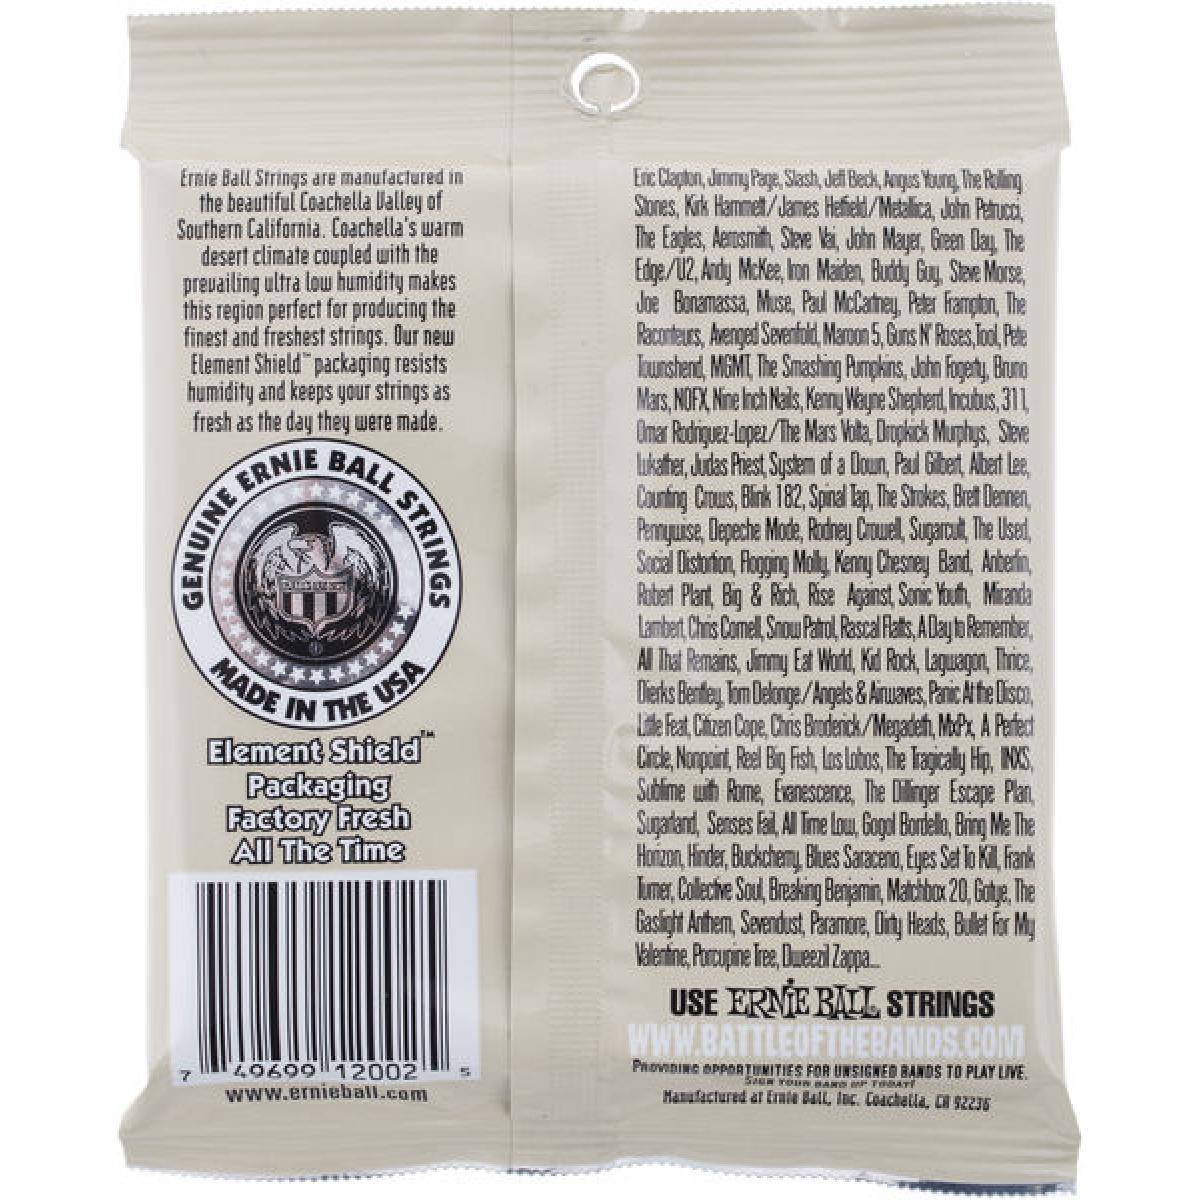 Ernie Ball Strings are manufactured in
the beautiful Coachella Valley of
Southern California. Coachella's warm
desert climate coupled with the
prevailing ultra low humidity makes
this region perfect for producing the
finest and freshest strings. Our new
Element Shield™ packaging resists
humidity and keeps your strings as
fresh as the day they were made.
GENUINE ERNIE BALL STRINGS
MADE IN THE USA
Element Shield™
Packaging
Factory Fresh
All The Time
7 49699 12002 5
www.ernieball.com
Eric Clapton, Jimmy Page, Slash, Jeff Beck, Angus Young, The Rolling
Stones, Kirk Hammett/James Hetfield/Metallica, John Petrucci,
The Eagles, Aerosmith, Steve Vai, John Mayer, Green Day, The
Edge/U2, Andy McKee, Iron Maiden, Buddy Guy, Steve Morse,
Joe Bonamassa, Muse, Paul McCartney, Peter Frampton, The
Raconteurs, Avenged Sevenfold, Maroon 5, Guns N' Roses, Tool, Pete
Townshend, MGMT, The Smashing Pumpkins, John Fogerty, Bruno
Mars, NOFX, Nine Inch Nails, Kenny Wayne Shepherd, Incubus, 311,
Omar Rodriguez-Lopez/The Mars Volta, Dropkick Murphys, Steve
Lukather, Judas Priest, System of a Down, Paul Gilbert, Albert Lee,
Counting Crows, Blink 182, Spinal Tap, The Strokes, Brett Dennen,
Pennywise, Depeche Mode, Rodney Crowell, Sugarcult, The Used,
Social Distortion, Flogging Molly, Kenny Chesney Band, Anberlin,
Robert Plant, Big & Rich, Rise Against, Sonic Youth, Miranda
Lambert, Chris Cornell, Snow Patrol, Rascal Flatts, A Day to Remember,
All That Remains, Jimmy Eat World, Kid Rock, Lagwagon, Thrice,
Dierks Bentley, Tom Delonge/Angels & Airwaves, Panic At the Disco,
Little Feat, Citizen Cope, Chris Broderick/Megadeth, MxPx, A Perfect
Circle, Nonpoint, Reel Big Fish, Los Lobos, The Tragically Hip, INXS,
Sublime with Rome, Evanescence, The Dillinger Escape Plan,
Sugarland, Senses Fail, All Time Low, Gogol Bordello, Bring Me The
Horizon, Hinder, Buckcherry, Blues Saraceno, Eyes Set To Kill, Frank
Turner, Collective Soul, Breaking Benjamin, Matchbox 20, Gotye, The
Gaslight Anthem, Sevendust, Paramore, Dirty Heads, Bullet For My
Valentine, Porcupine Tree, Dweezil Zappa...
USE ERNIE BALL STRINGS
WWW.BATTLEOFTHEBANDS.COM
PROVIDING OPPORTUNITIES FOR UNSIGNED BANDS TO PLAY LIVE.
SIGN YOUR BAND UP TODAY!
Manufactured at Ernie Ball, Inc. Coachella, CA 92236